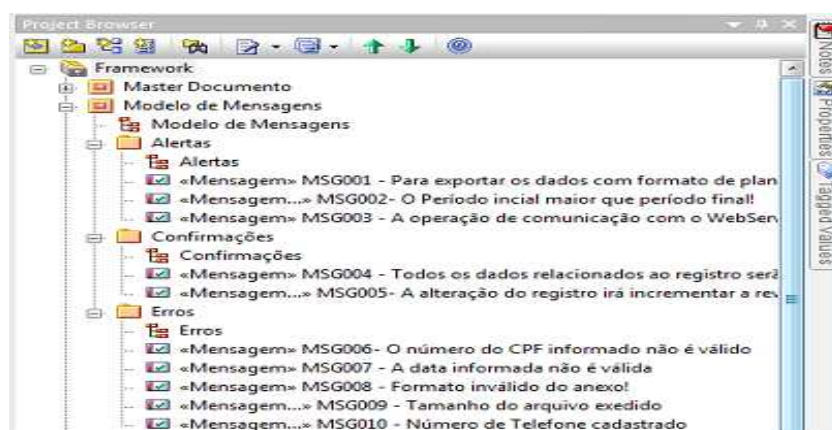 Project Browser
Framework
Master Documento
Modelo de Mensagens
Modelo de Mensagens
Alertas
Alertas
«Mensagem» MSG001 - Para exportar os dados com formato de plan
«Mensagem...» MSG002- O Período incial maior que período final!
«Mensagem» MSG003 - A operação de comunicação com o WebSer
Confirmações
Confirmações
«Mensagem» MSG004 - Todos os dados relacionados ao registro ser
«Mensagem...» MSG005- A alteração do registro irá incrementar a re
Erros
Erros
«Mensagem» MSG006- O número do CPF informado não é válido
«Mensagem» MSG007 - A data informada não é válida
«Mensagem» MSG008 - Formato inválido do anexo!
«Mensagem...» MSG009 - Tamanho do arquivo exedido
«Mensagem...» MSG010 - Número de Telefone cadastrado
Notes
Properties
Tagged Values